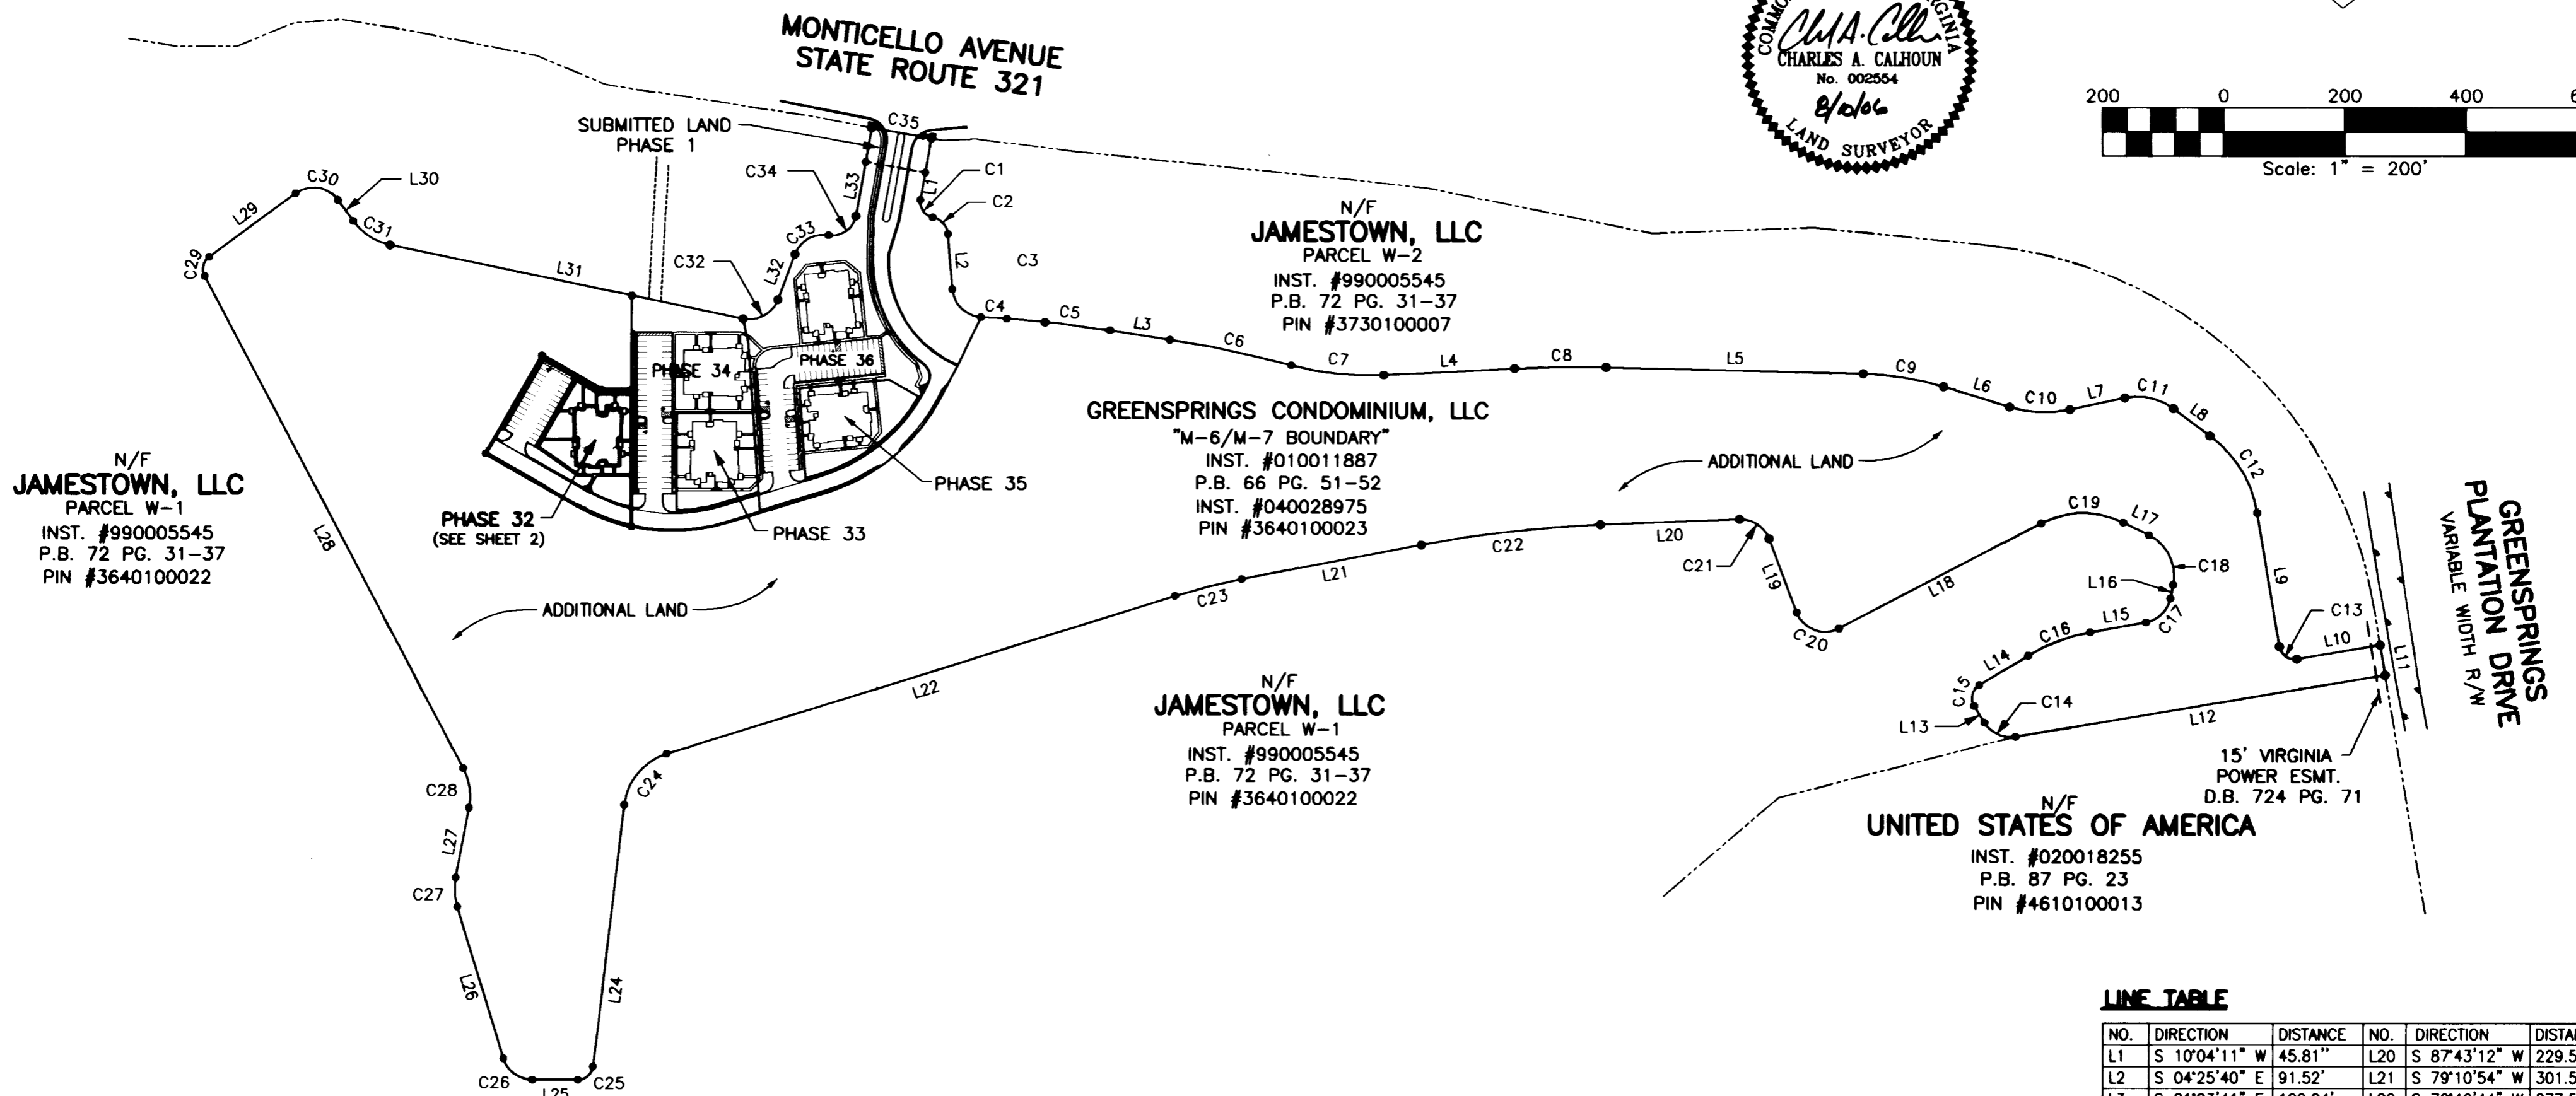 MONTICELLO AVENUE
STATE ROUTE 321
SUBMITTED LAND
PHASE 1
CHARLES A. CALHOUN
No. 002554
8/10/06
LAND SURVEYOR
200 0 200 400
Scale: 1" = 200'
C35
C34
L33
L1
C1
C2
C30
L30
L29
C31
C29
L31
C32
L32
C33
L2
C3
C4
C5
L3
C6
C7
L4
C8
L5
C9
L6
C10
L7
C11
L8
C12
L9
C13
L10
L11
N/F
JAMESTOWN, LLC
PARCEL W-2
INST. #990005545
P.B. 72 PG. 31-37
PIN #3730100007
PHASE 34
PHASE 36
PHASE 35
PHASE 33
PHASE 32
(SEE SHEET 2)
GREENSPRINGS CONDOMINIUM, LLC
"M-6/M-7 BOUNDARY"
INST. #010011887
P.B. 66 PG. 51-52
INST. #040028975
PIN #3640100023
ADDITIONAL LAND
N/F
JAMESTOWN, LLC
PARCEL W-1
INST. #990005545
P.B. 72 PG. 31-37
PIN #3640100022
L28
ADDITIONAL LAND
C19
L17
C18
L16
C17
L15
C16
L14
C15
L13
C14
L12
L18
C20
L19
C21
L20
C22
L21
C23
L22
C24
L24
C25
L25
C26
L26
C27
L27
C28
GREENSPRINGS
PLANTATION DRIVE
VARIABLE WIDTH R/W
N/F
JAMESTOWN, LLC
PARCEL W-1
INST. #990005545
P.B. 72 PG. 31-37
PIN #3640100022
15' VIRGINIA
POWER ESMT.
D.B. 724 PG. 71
N/F
UNITED STATES OF AMERICA
INST. #020018255
P.B. 87 PG. 23
PIN #4610100013
LINE TABLE
NO. DIRECTION DISTANCE NO. DIRECTION
L1 S 10°04'11" W 45.81'' L20 S 87°43'12" W 229.5
L2 S 04°25'40" E 91.52' L21 S 79°10'54" W 301.5